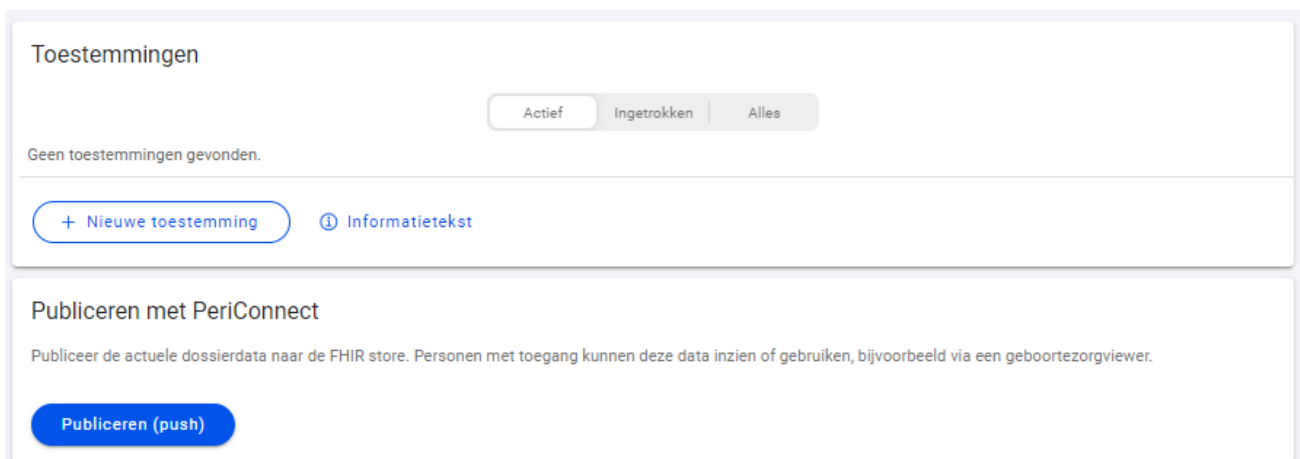 Toestemmingen
Actief Ingetrokken Alles
Geen toestemmingen gevonden.
+ Nieuwe toestemming Informatietekst
Publiceren met PeriConnect
Publiceer de actuele dossierdata naar de FHIR store. Personen met toegang kunnen deze data inzien of gebruiken, bijvoorbeeld via een geboortezorgviewer.
Publiceren (push)